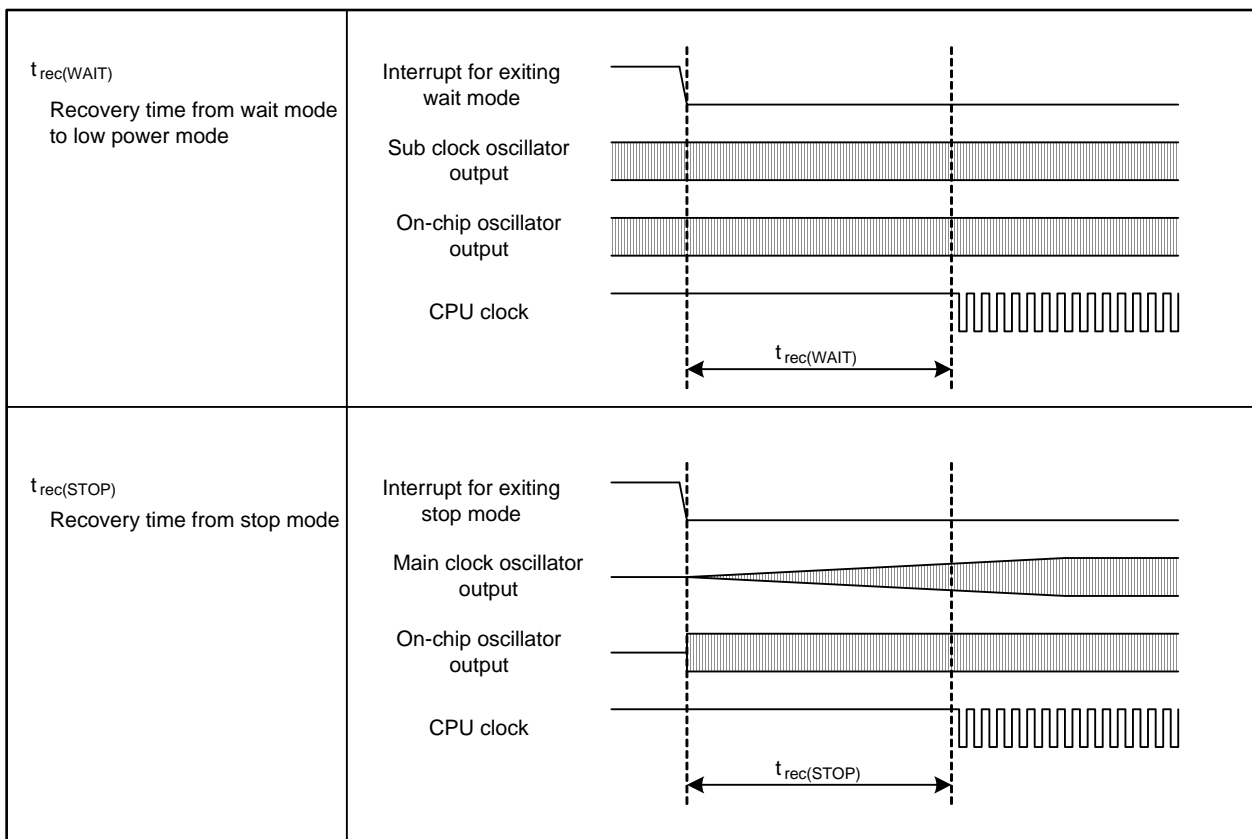 t rec(WAIT)
Recovery time from wait mode
to low power mode
Interrupt for exiting
wait mode
Sub clock oscillator
output
On-chip oscillator
output
CPU clock
t rec(WAIT)
t rec(STOP)
Recovery time from stop mode
Interrupt for exiting
stop mode
Main clock oscillator
output
On-chip oscillator
output
CPU clock
t rec(STOP)